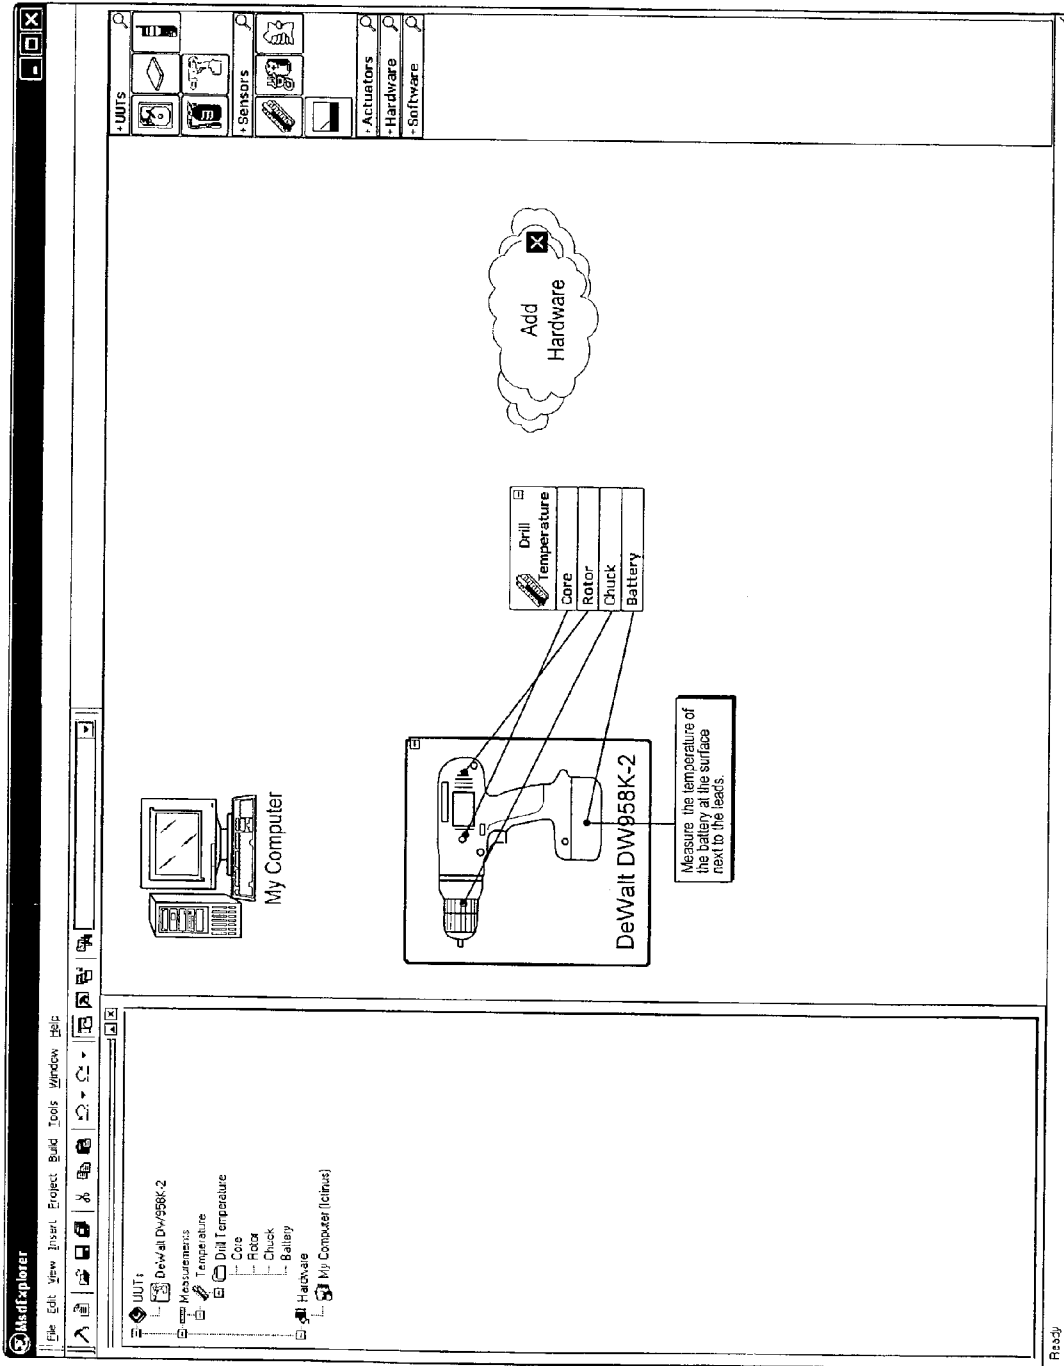 MsdExplorer
File Edit View Insert Project Build Tools Window Help
UUTs
DeWalt DW958K-2
Measurements
Temperature
Drill Temperature
Core
Rotor
Chuck
Battery
Hardware
My Computer (Ictinus)
My Computer
DeWalt DW958K-2
Measure the temperature of
the battery at the surface
next to the leads.
Drill
Temperature
Core
Rotor
Chuck
Battery
Add
Hardware
+UUTs
+Sensors
+Actuators
+Hardware
+Software
Ready